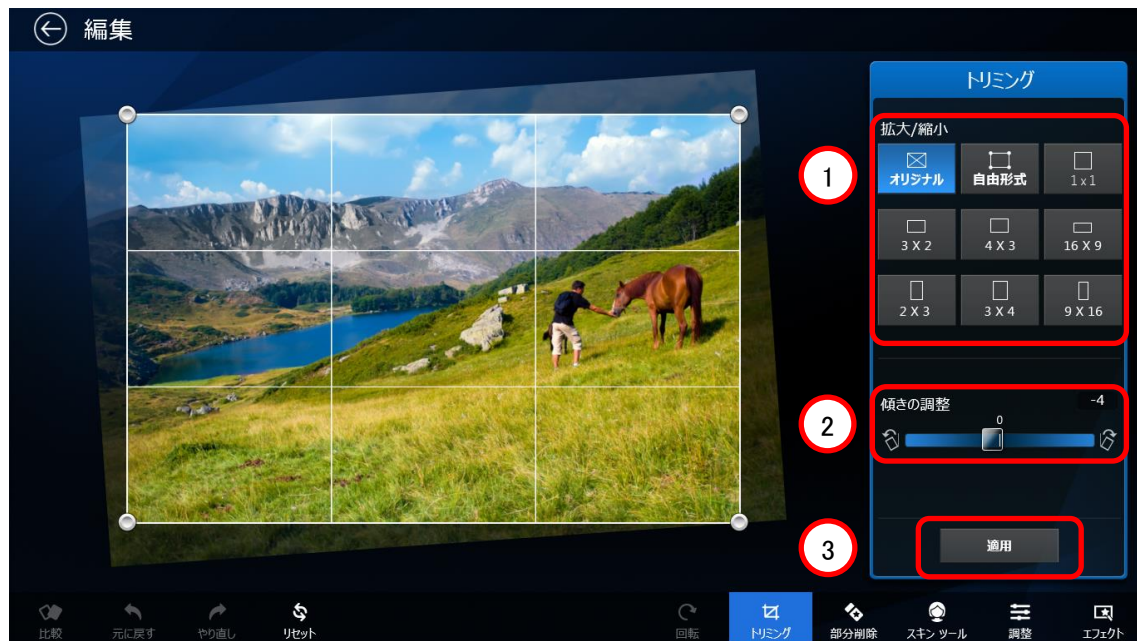 編集
トリミング
拡大/縮小
1
オリジナル
自由形式
1 x 1
3 X 2
4 X 3
16 X 9
2 X 3
3 X 4
9 X 16
傾きの調整
-4
2
0
3
適用
比較
元に戻す
やり直し
リセット
回転
トリミング
部分削除
スキン ツール
調整
エフェクト